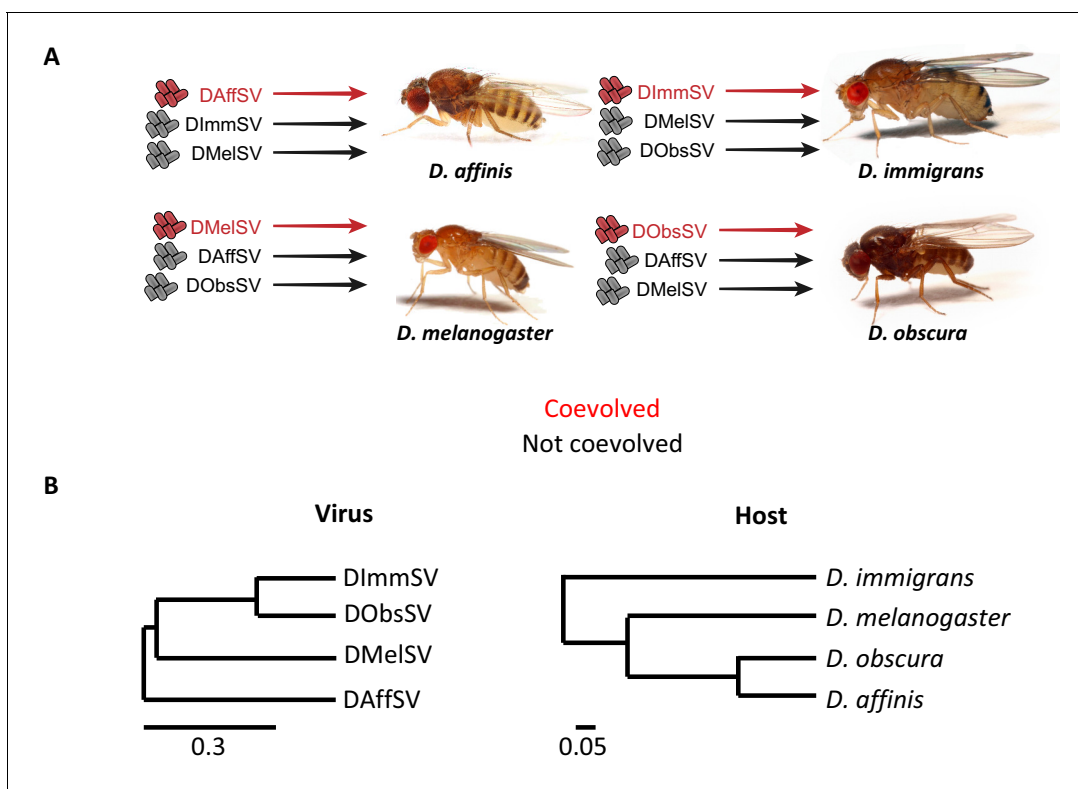 A
DAffSV
DImmSV
DMelSV
D. affinis
DImmSV
DMelSV
DObsSV
D. immigrans
DMelSV
DAffSV
DObsSV
D. melanogaster
DObsSV
DAffSV
DMelSV
D. obscura
Coevolved
Not coevolved
B
Virus
DImmSV
DObsSV
DMelSV
DAffSV
0.3
Host
D. immigrans
D. melanogaster
D. obscura
D. affinis
0.05